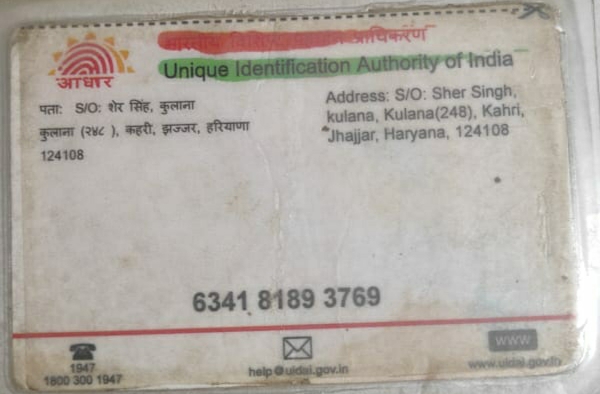 भारतीय विशिष्ट पहचान प्राधिकरण
Unique Identification Authority of India
आधार
पता: S/O: शेर सिंह, कुलाना
कुलाना (२४८ ), कहरी, झज्जर, हरियाणा
124108
Address: S/O: Sher Singh,
kulana, Kulana(248), Kahri,
Jhajjar, Haryana, 124108
6341 8189 3769
1947
1800 300 1947
help@uidai.gov.in
www
www.uidai.gov.in